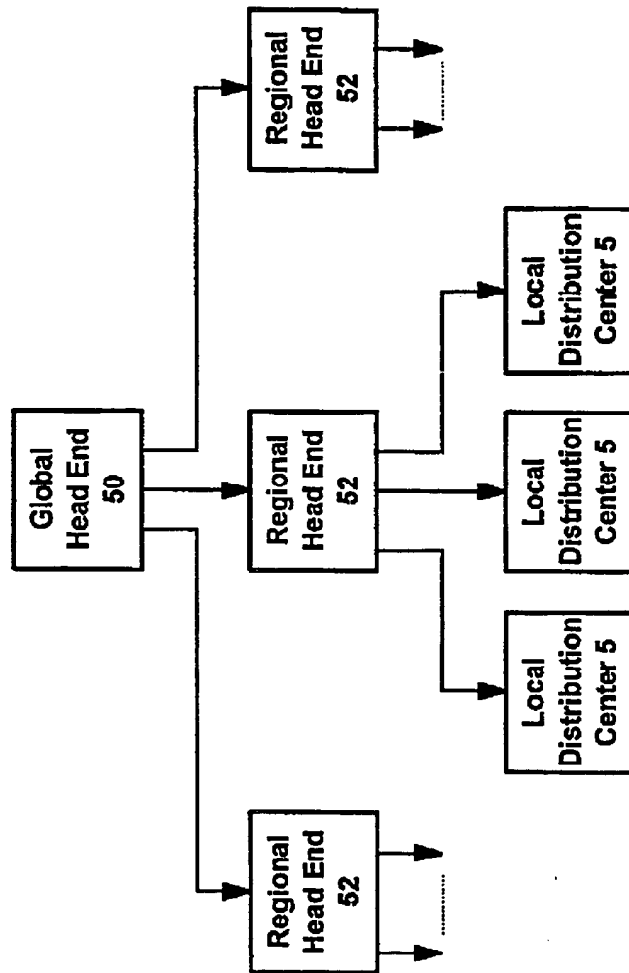 Global
Head End
50
Regional
Head End
52
Regional
Head End
52
Regional
Head End
52
Local
Distribution
Center 5
Local
Distribution
Center 5
Local
Distribution
Center 5